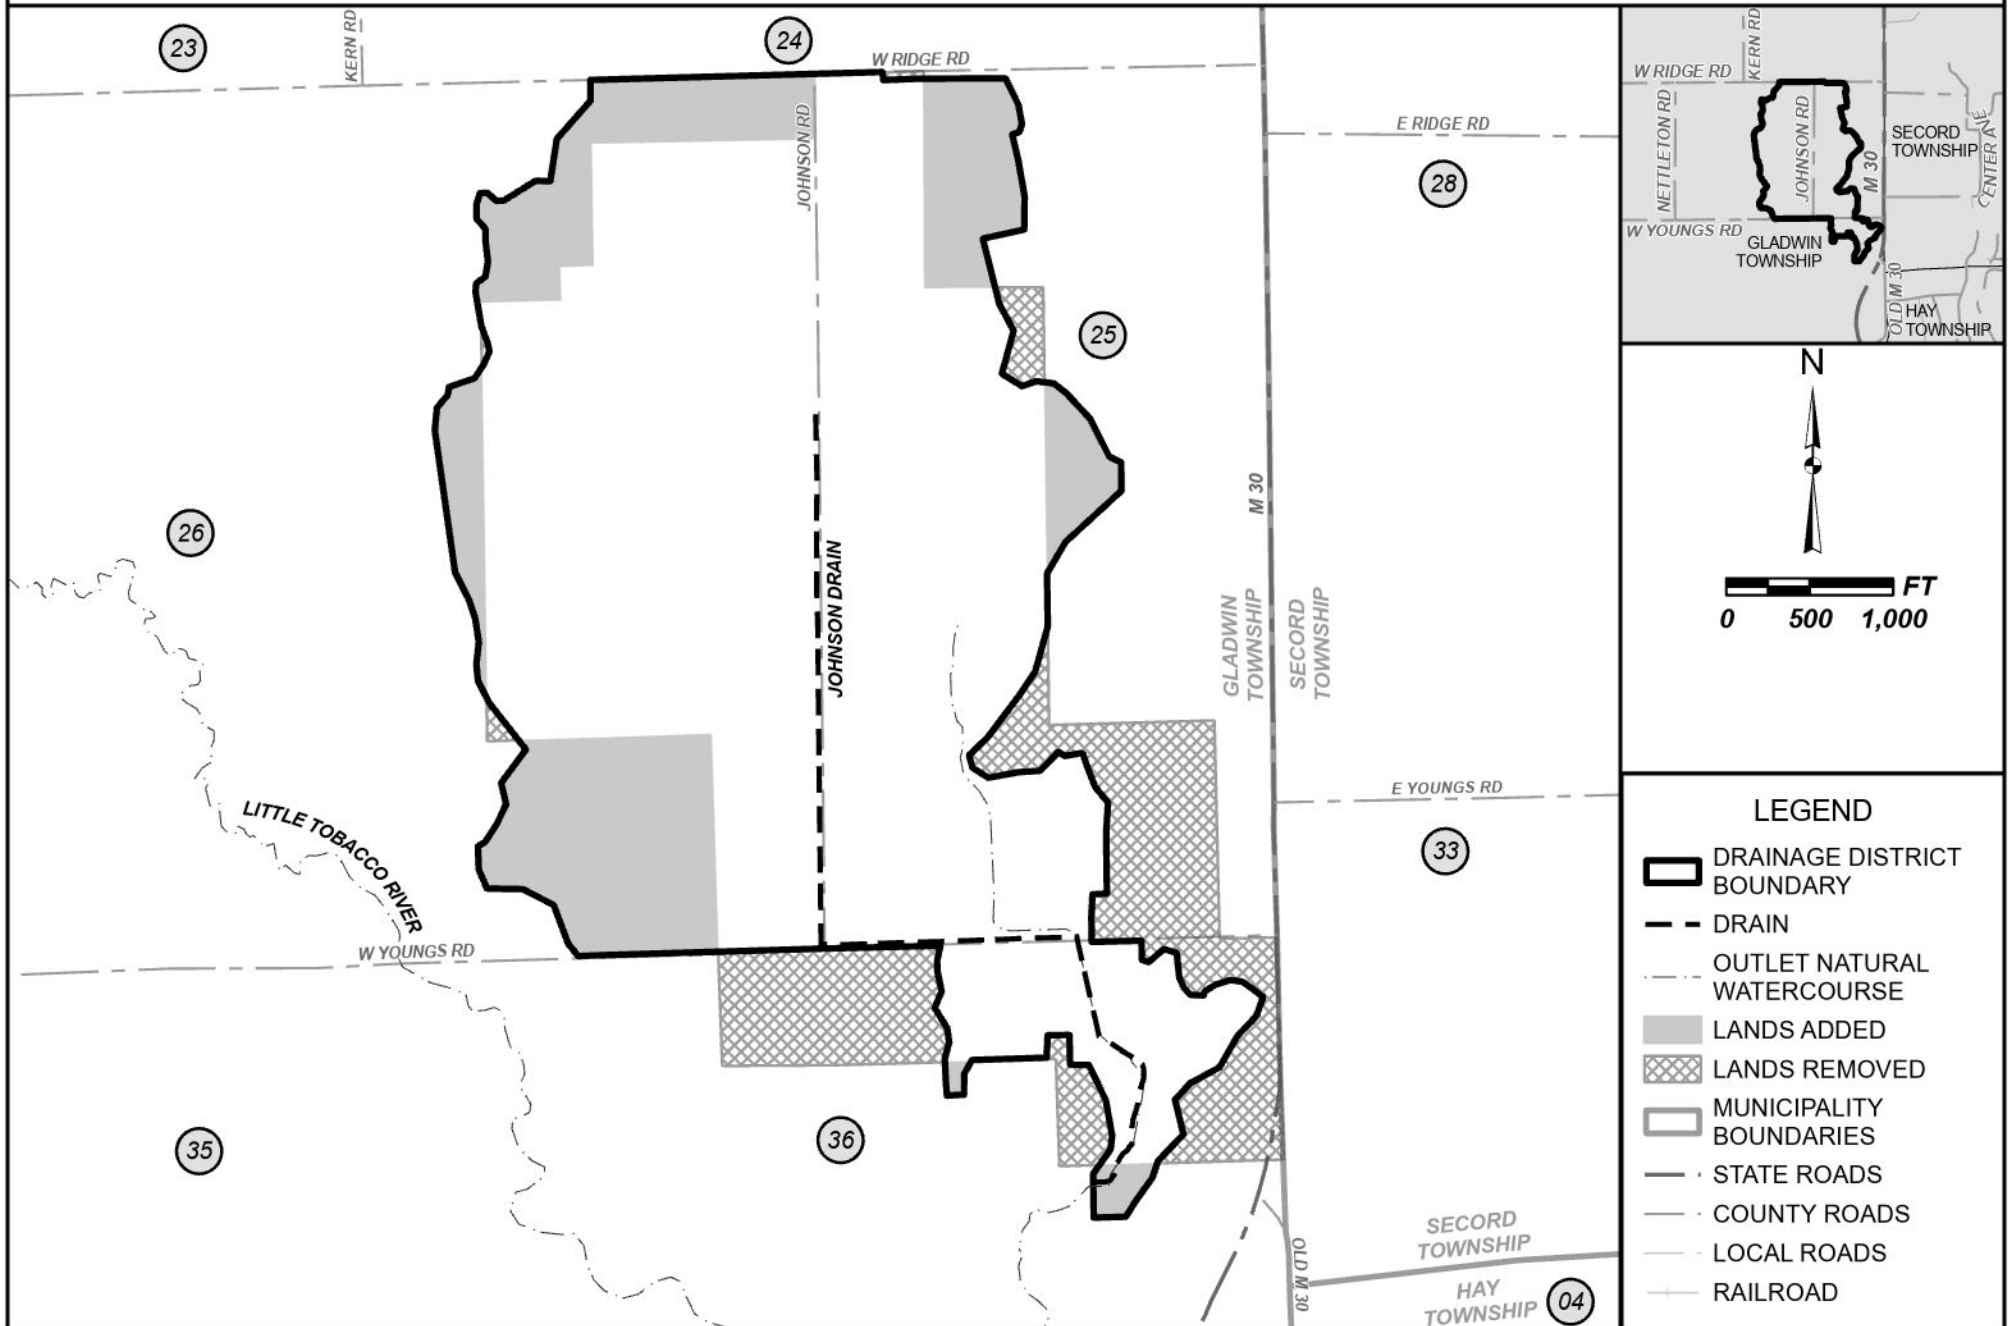 23
KERN RD
24
W RIDGE RD
JOHNSON RD
E RIDGE RD
28
25
26
M 30
JOHNSON DRAIN
GLADWIN
TOWNSHIP
SECORD
TOWNSHIP
LITTLE TOBACCO RIVER
E YOUNGS RD
33
W YOUNGS RD
35
36
SECORD
TOWNSHIP
OLD M 30
HAY
TOWNSHIP
04
W RIDGE RD
KERN RD
NETTLETON RD
JOHNSON RD
M 30
SECORD
TOWNSHIP
CENTER AVE
W YOUNGS RD
GLADWIN
TOWNSHIP
OLD M 30
HAY
TOWNSHIP
N
FT
0 500 1,000
LEGEND
DRAINAGE DISTRICT
BOUNDARY
DRAIN
OUTLET NATURAL
WATERCOURSE
LANDS ADDED
LANDS REMOVED
MUNICIPALITY
BOUNDARIES
STATE ROADS
COUNTY ROADS
LOCAL ROADS
RAILROAD